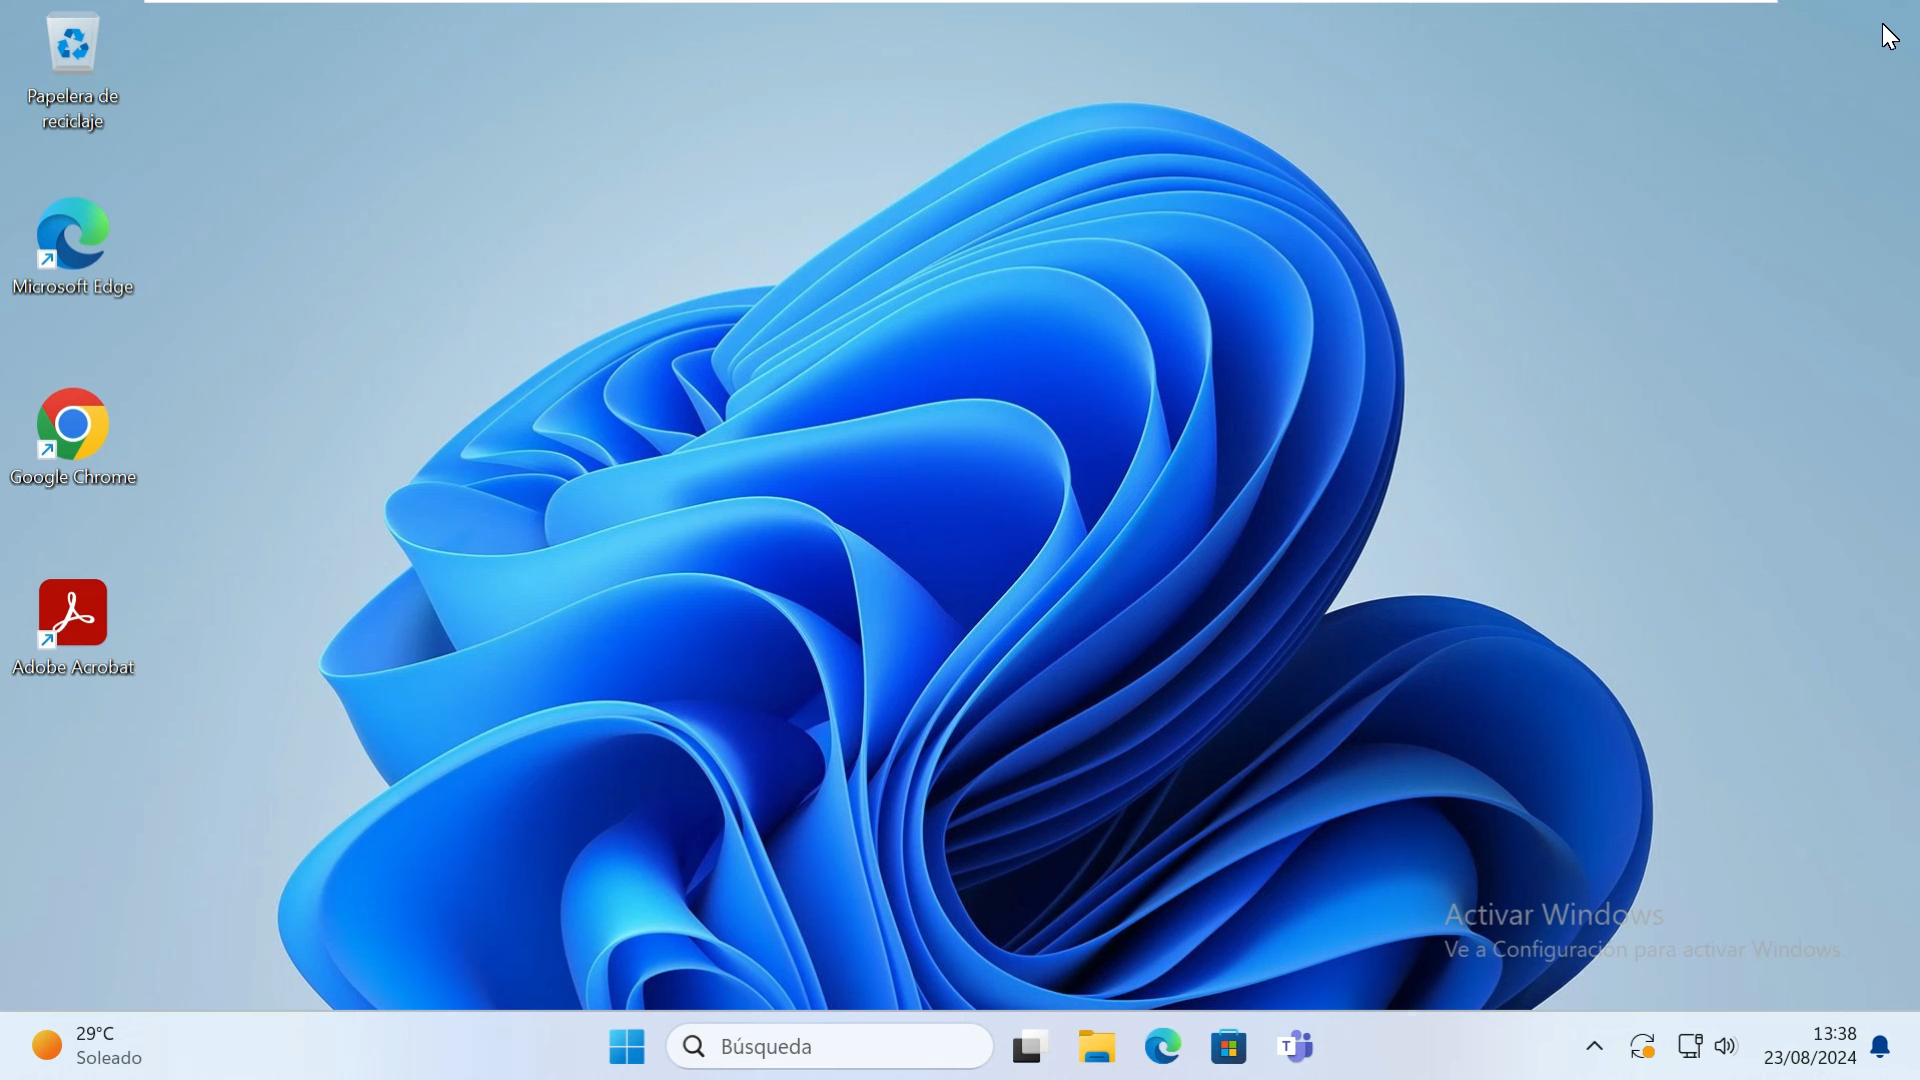 Papelera de
reciclaje
Microsoft Edge
Google Chrome
Adobe Acrobat
Activar Windows
Ve a Configuración para activar Windows.
29°C
Soleado
Búsqueda
T
13:38
23/08/2024